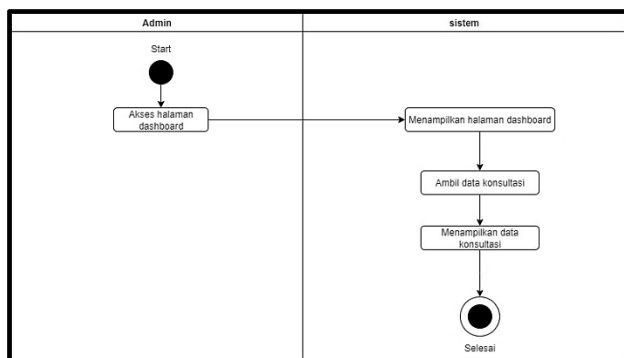 Admin
sistem
Start
Akses halaman
dashboard
Menampilkan halaman dashboard
Ambil data konsultasi
Menampilkan data
konsultasi
Selesai